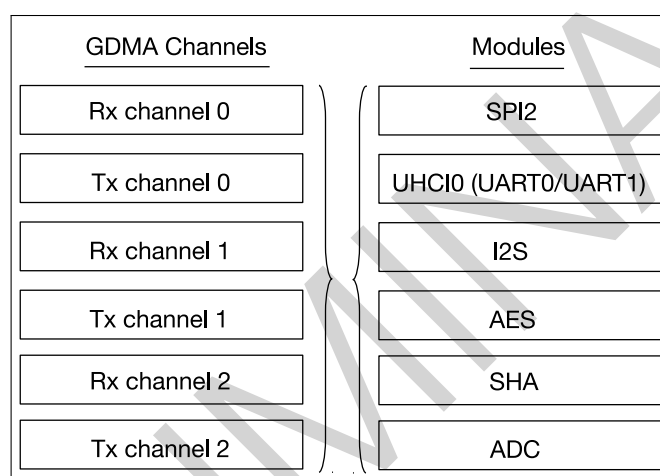 GDMA Channels
Modules
Rx channel 0
SPI2
Tx channel 0
UHCI0 (UART0/UART1)
Rx channel 1
I2S
Tx channel 1
AES
Rx channel 2
SHA
Tx channel 2
ADC